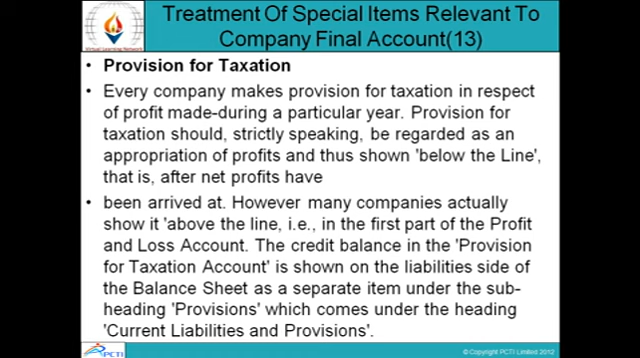 Treatment Of Special Items Relevant To
Company Final Account(13)
Virtual Learning Network
• Provision for Taxation
• Every company makes provision for taxation in respect
of profit made-during a particular year. Provision for
taxation should, strictly speaking, be regarded as an
appropriation of profits and thus shown 'below the Line',
that is, after net profits have
• been arrived at. However many companies actually
show it 'above the line, i.e., in the first part of the Profit
and Loss Account. The credit balance in the 'Provision
for Taxation Account' is shown on the liabilities side of
the Balance Sheet as a separate item under the sub-
heading 'Provisions' which comes under the heading
'Current Liabilities and Provisions'.
PCTI
© Copyright PCTI Limited 2012